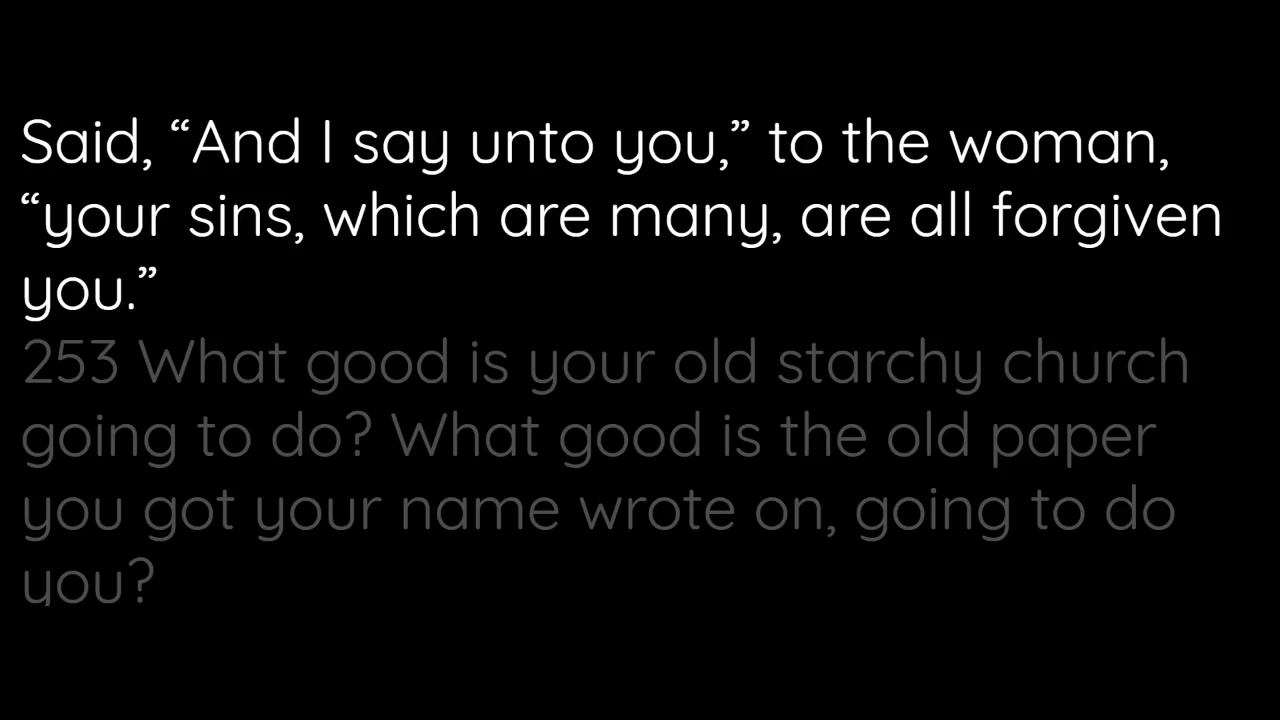 Said, “And I say unto you,” to the woman,
“your sins, which are many, are all forgiven
you.”
253 What good is your old starchy church
going to do? What good is the old paper
you got your name wrote on, going to do
you?